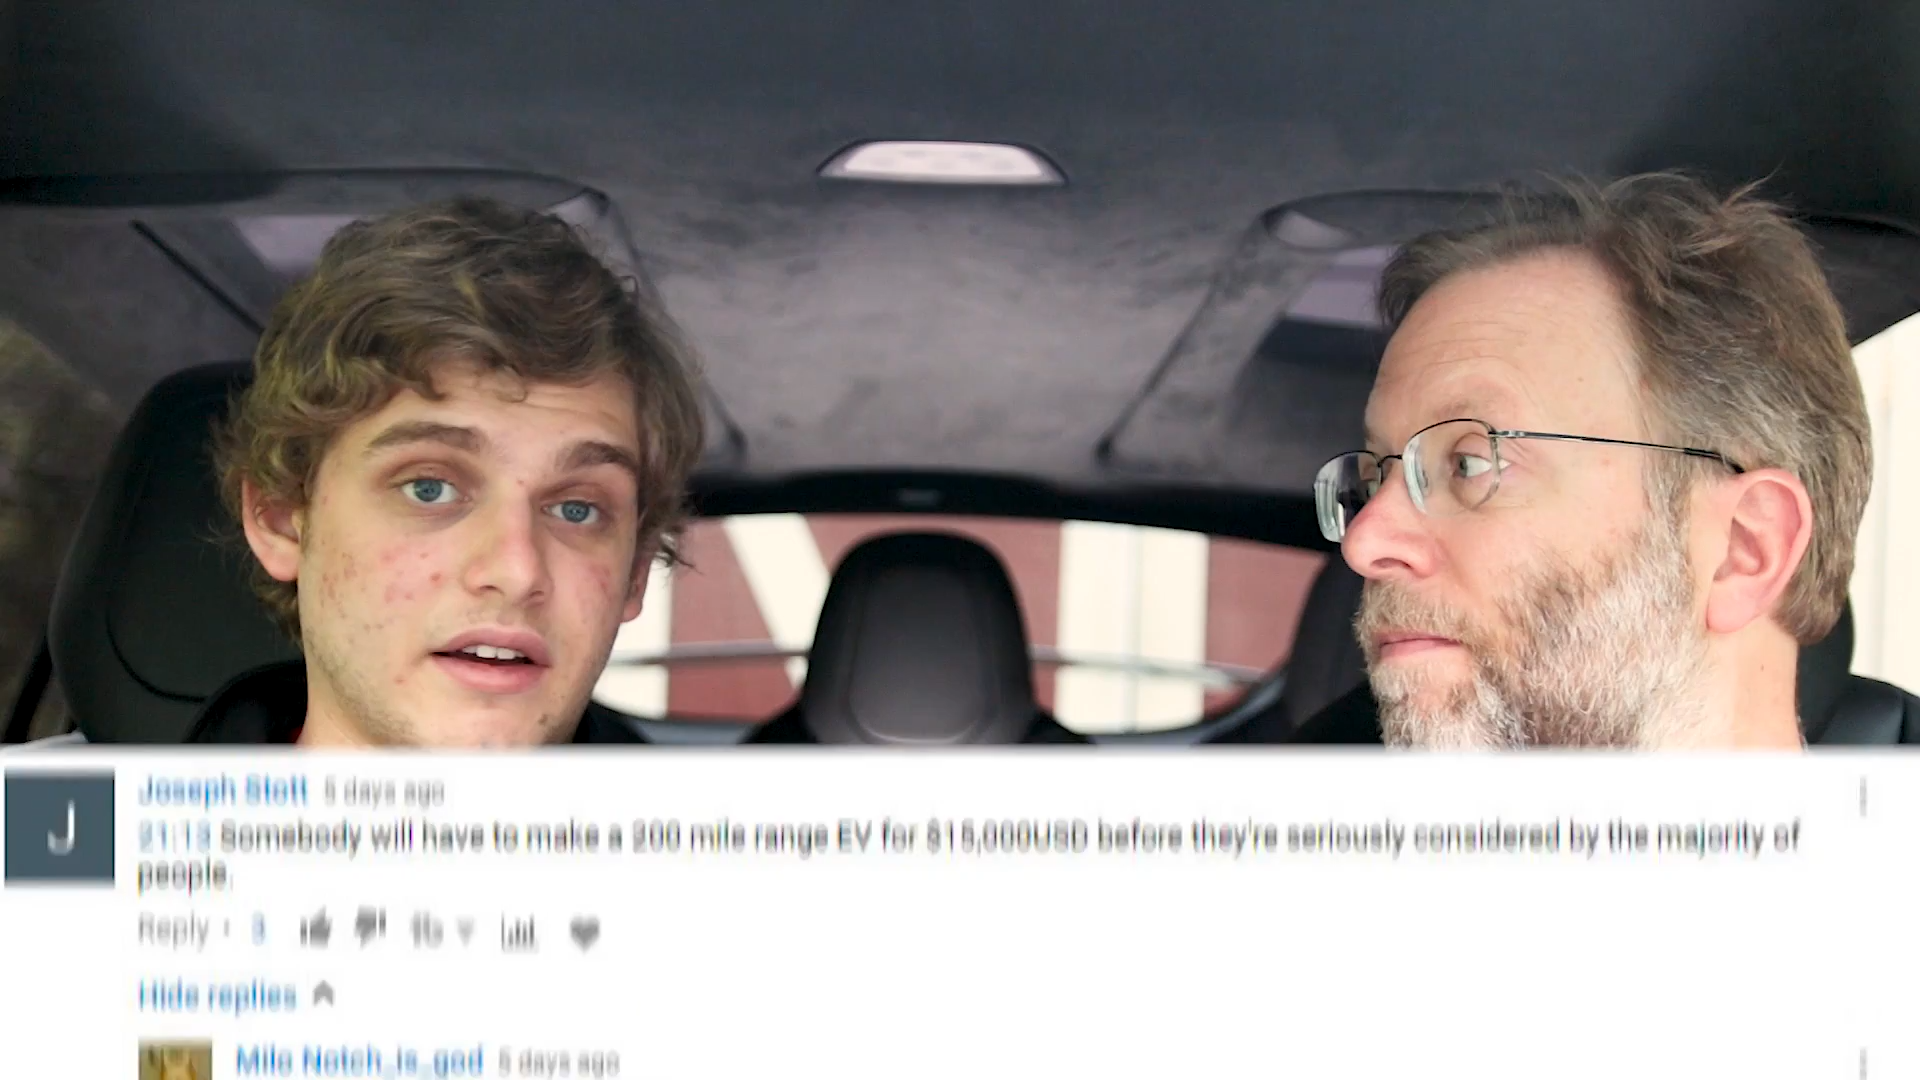 J
Joseph Stott 5 days ago
21:13 Somebody will have to make a 200 mile range EV for $15,000USD before they're seriously considered by the majority of
people.
Reply • 3
Hide replies
Milo Notch_is_god 5 days ago